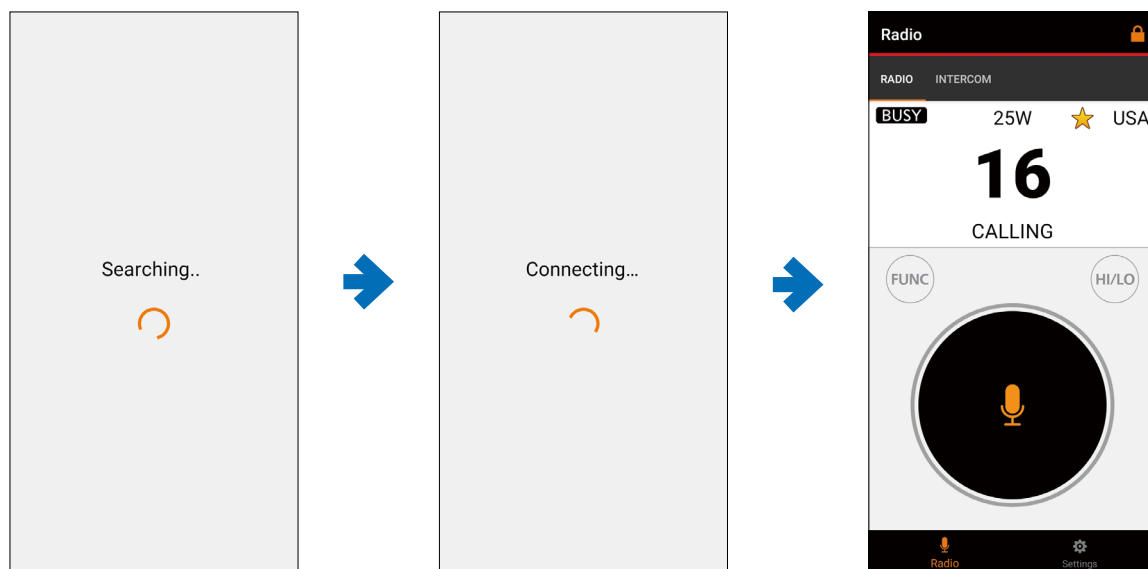 Searching..
Connecting...
Radio
RADIO INTERCOM
BUSY 25W USA
16
CALLING
FUNC HI/LO
Radio Settings